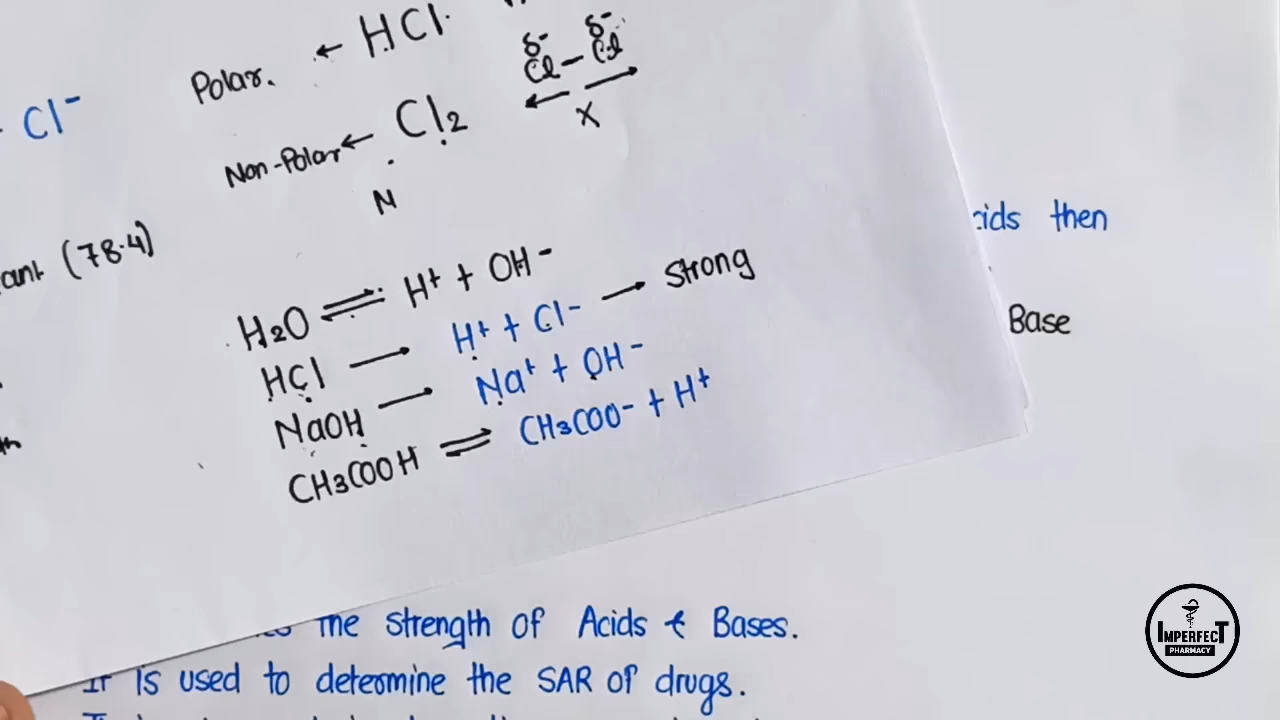 Polar. ← HCl
Cl⁻
δ⁻ δ⁻
Cl – Cl
X
Non-Polar ← Cl₂
N
(78.4)
H₂O ⇌ H⁺ + OH⁻
HCl → H⁺ + Cl⁻ → Strong
NaOH → Na⁺ + OH⁻
CH₃COOH ⇌ CH₃COO⁻ + H⁺
then
Base
the strength of Acids & Bases.
It is used to determine the SAR of drugs.
IMPERFECT
PHARMACY